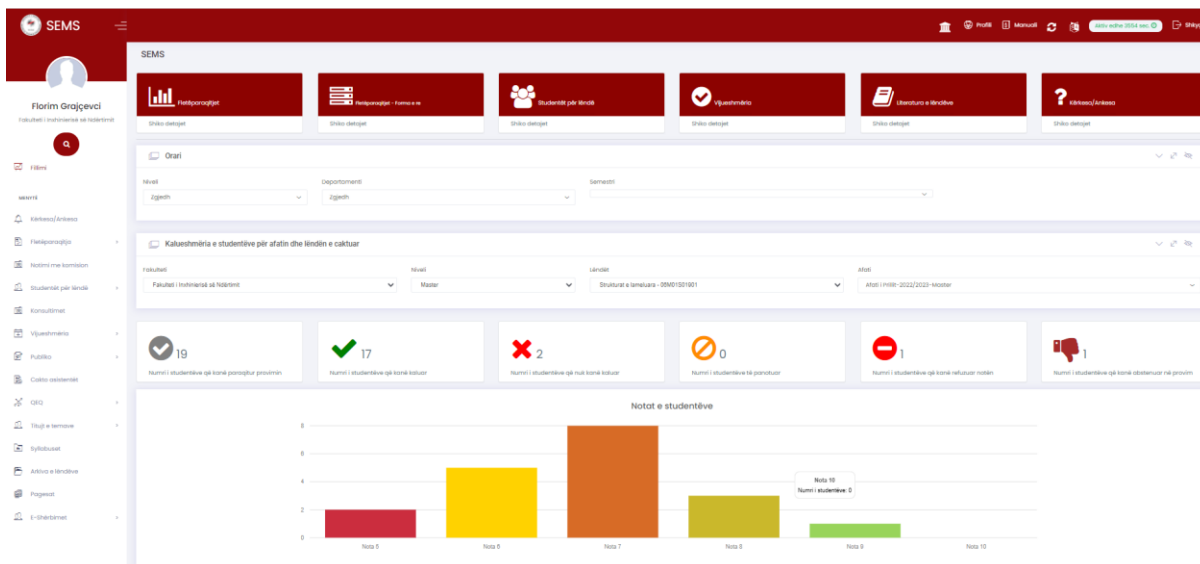 SEMS
Profili
Manuali
Aktiv edhe 3554 sec.
Shkyç
Florim Grajçevci
Fakulteti i Inxhinierisë së Ndërtimit
Fillimi
MENYTË
Kërkesa/Ankesa
Fletëparaqitja
Notimi me komision
Studentët për lëndë
Konsultimet
Vijueshmëria
Publiko
Cakto asistentët
Titujt e temave
Syllabuset
Arkiva e lëndëve
Pagesat
E-Shërbimet
SEMS
Fletëparaqitjet
Shiko detajet
Fletëparaqitjet - Forma e re
Shiko detajet
Studentët për lëndë
Shiko detajet
Vijueshmëria
Shiko detajet
Literatura e lëndëve
Shiko detajet
Kërkesa/Ankesa
Shiko detajet
Orari
Niveli
Departamenti
Semestri
Zgjedh
Zgjedh
Kalueshmëria e studentëve për afatin dhe lëndën e caktuar
Fakulteti
Niveli
Lëndët
Afati
Fakulteti i Inxhinierisë së Ndërtimit
Master
Strukturat e lameluara - 06M01S01901
Afati i Prillit-2022/2023-Master
19
Numri i studentëve që kanë paraqitur provimin
17
Numri i studentëve që kanë kaluar
2
Numri i studentëve që nuk kanë kaluar
0
Numri i studentëve të panotuar
1
Numri i studentëve që kanë refuzuar notën
1
Numri i studentëve që kanë abstenuar në provim
Notat e studentëve
8
6
4
2
0
Nota 10
Numri i studentëve: 0
Nota 5
Nota 6
Nota 7
Nota 8
Nota 9
Nota 10